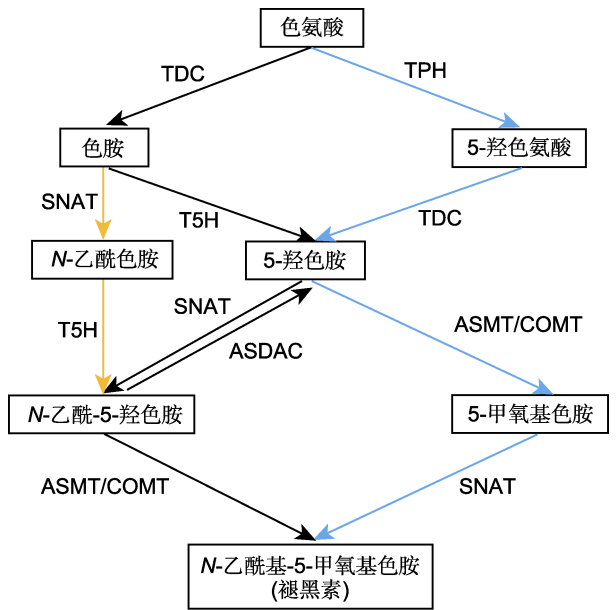 色氨酸
TDC
TPH
色胺
5-羟色氨酸
SNAT
T5H
TDC
N-乙酰色胺
5-羟色胺
SNAT
T5H
ASDAC
ASMT/COMT
N-乙酰-5-羟色胺
5-甲氧基色胺
ASMT/COMT
SNAT
N-乙酰基-5-甲氧基色胺
(褪黑素)